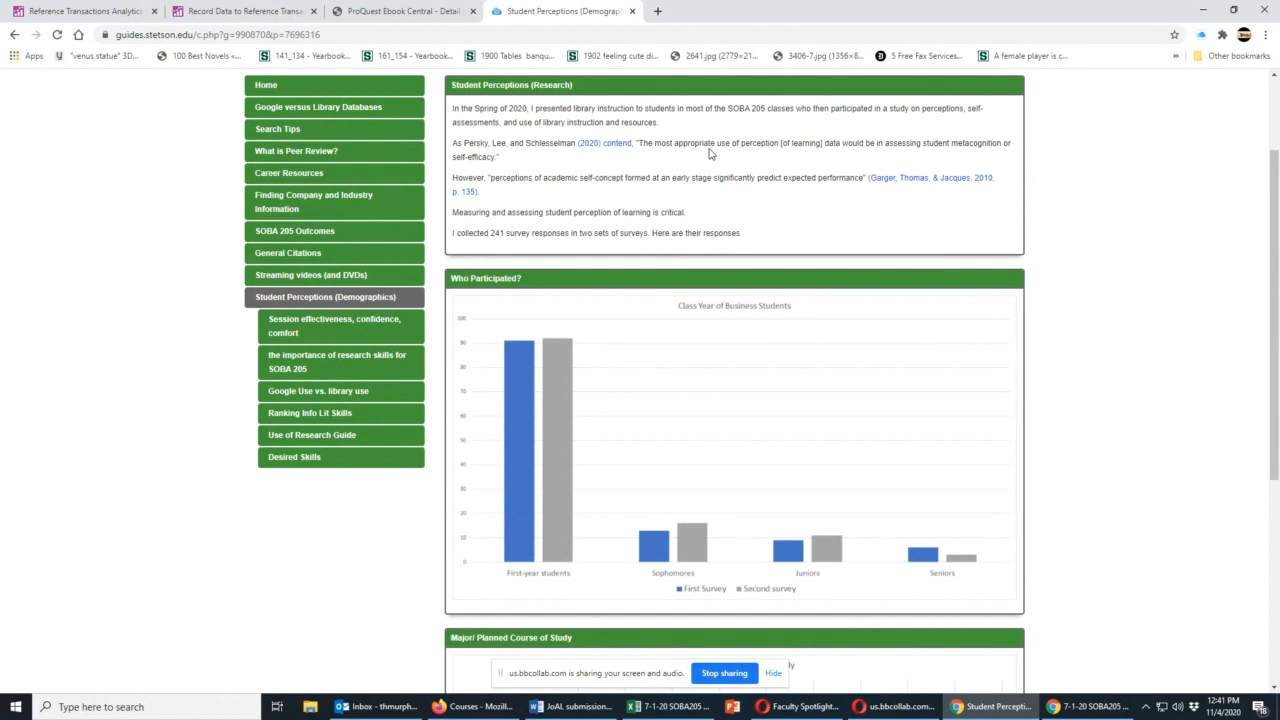 Reference Transactions Analytics
Record Data to Reference Transac
ProQuest Ebook Central - Detail
Student Perceptions (Demograph
guides.stetson.edu/c.php?g=990870&p=7696316
Apps
"venus statue" 3D...
100 Best Novels «...
141_134 - Yearbook...
161_154 - Yearbook...
1900 Tables banqu...
1902 feeling cute di...
2641.jpg (2779×21...
3406-7.jpg (1356×8...
5 Free Fax Services...
A female player is c...
»
Other bookmarks
Home
Google versus Library Databases
Search Tips
What is Peer Review?
Career Resources
Finding Company and Industry
Information
SOBA 205 Outcomes
General Citations
Streaming videos (and DVDs)
Student Perceptions (Demographics)
Session effectiveness, confidence,
comfort
the importance of research skills for
SOBA 205
Google Use vs. library use
Ranking Info Lit Skills
Use of Research Guide
Desired Skills
Student Perceptions (Research)
In the Spring of 2020, I presented library instruction to students in most of the SOBA 205 classes who then participated in a study on perceptions, self-
assessments, and use of library instruction and resources.
As Persky, Lee, and Schlesselman (2020) contend, "The most appropriate use of perception [of learning] data would be in assessing student metacognition or
self-efficacy."
However, "perceptions of academic self-concept formed at an early stage significantly predict expected performance" (Garger, Thomas, & Jacques, 2010,
p. 135).
Measuring and assessing student perception of learning is critical.
I collected 241 survey responses in two sets of surveys. Here are their responses.
Who Participated?
Class Year of Business Students
100
90
80
70
60
50
40
30
20
10
0
First-year students
Sophomores
Juniors
Seniors
First Survey
Second survey
Major/ Planned Course of Study
us.bbcollab.com is sharing your screen and audio.
Stop sharing
Hide
Type here to search
Inbox - thmurph...
Courses - Mozill...
JoAL submission...
7-1-20 SOBA205 ...
Faculty Spotlight...
us.bbcollab.com...
Student Percepti...
7-1-20 SOBA205 ...
12:41 PM
11/4/2020
18